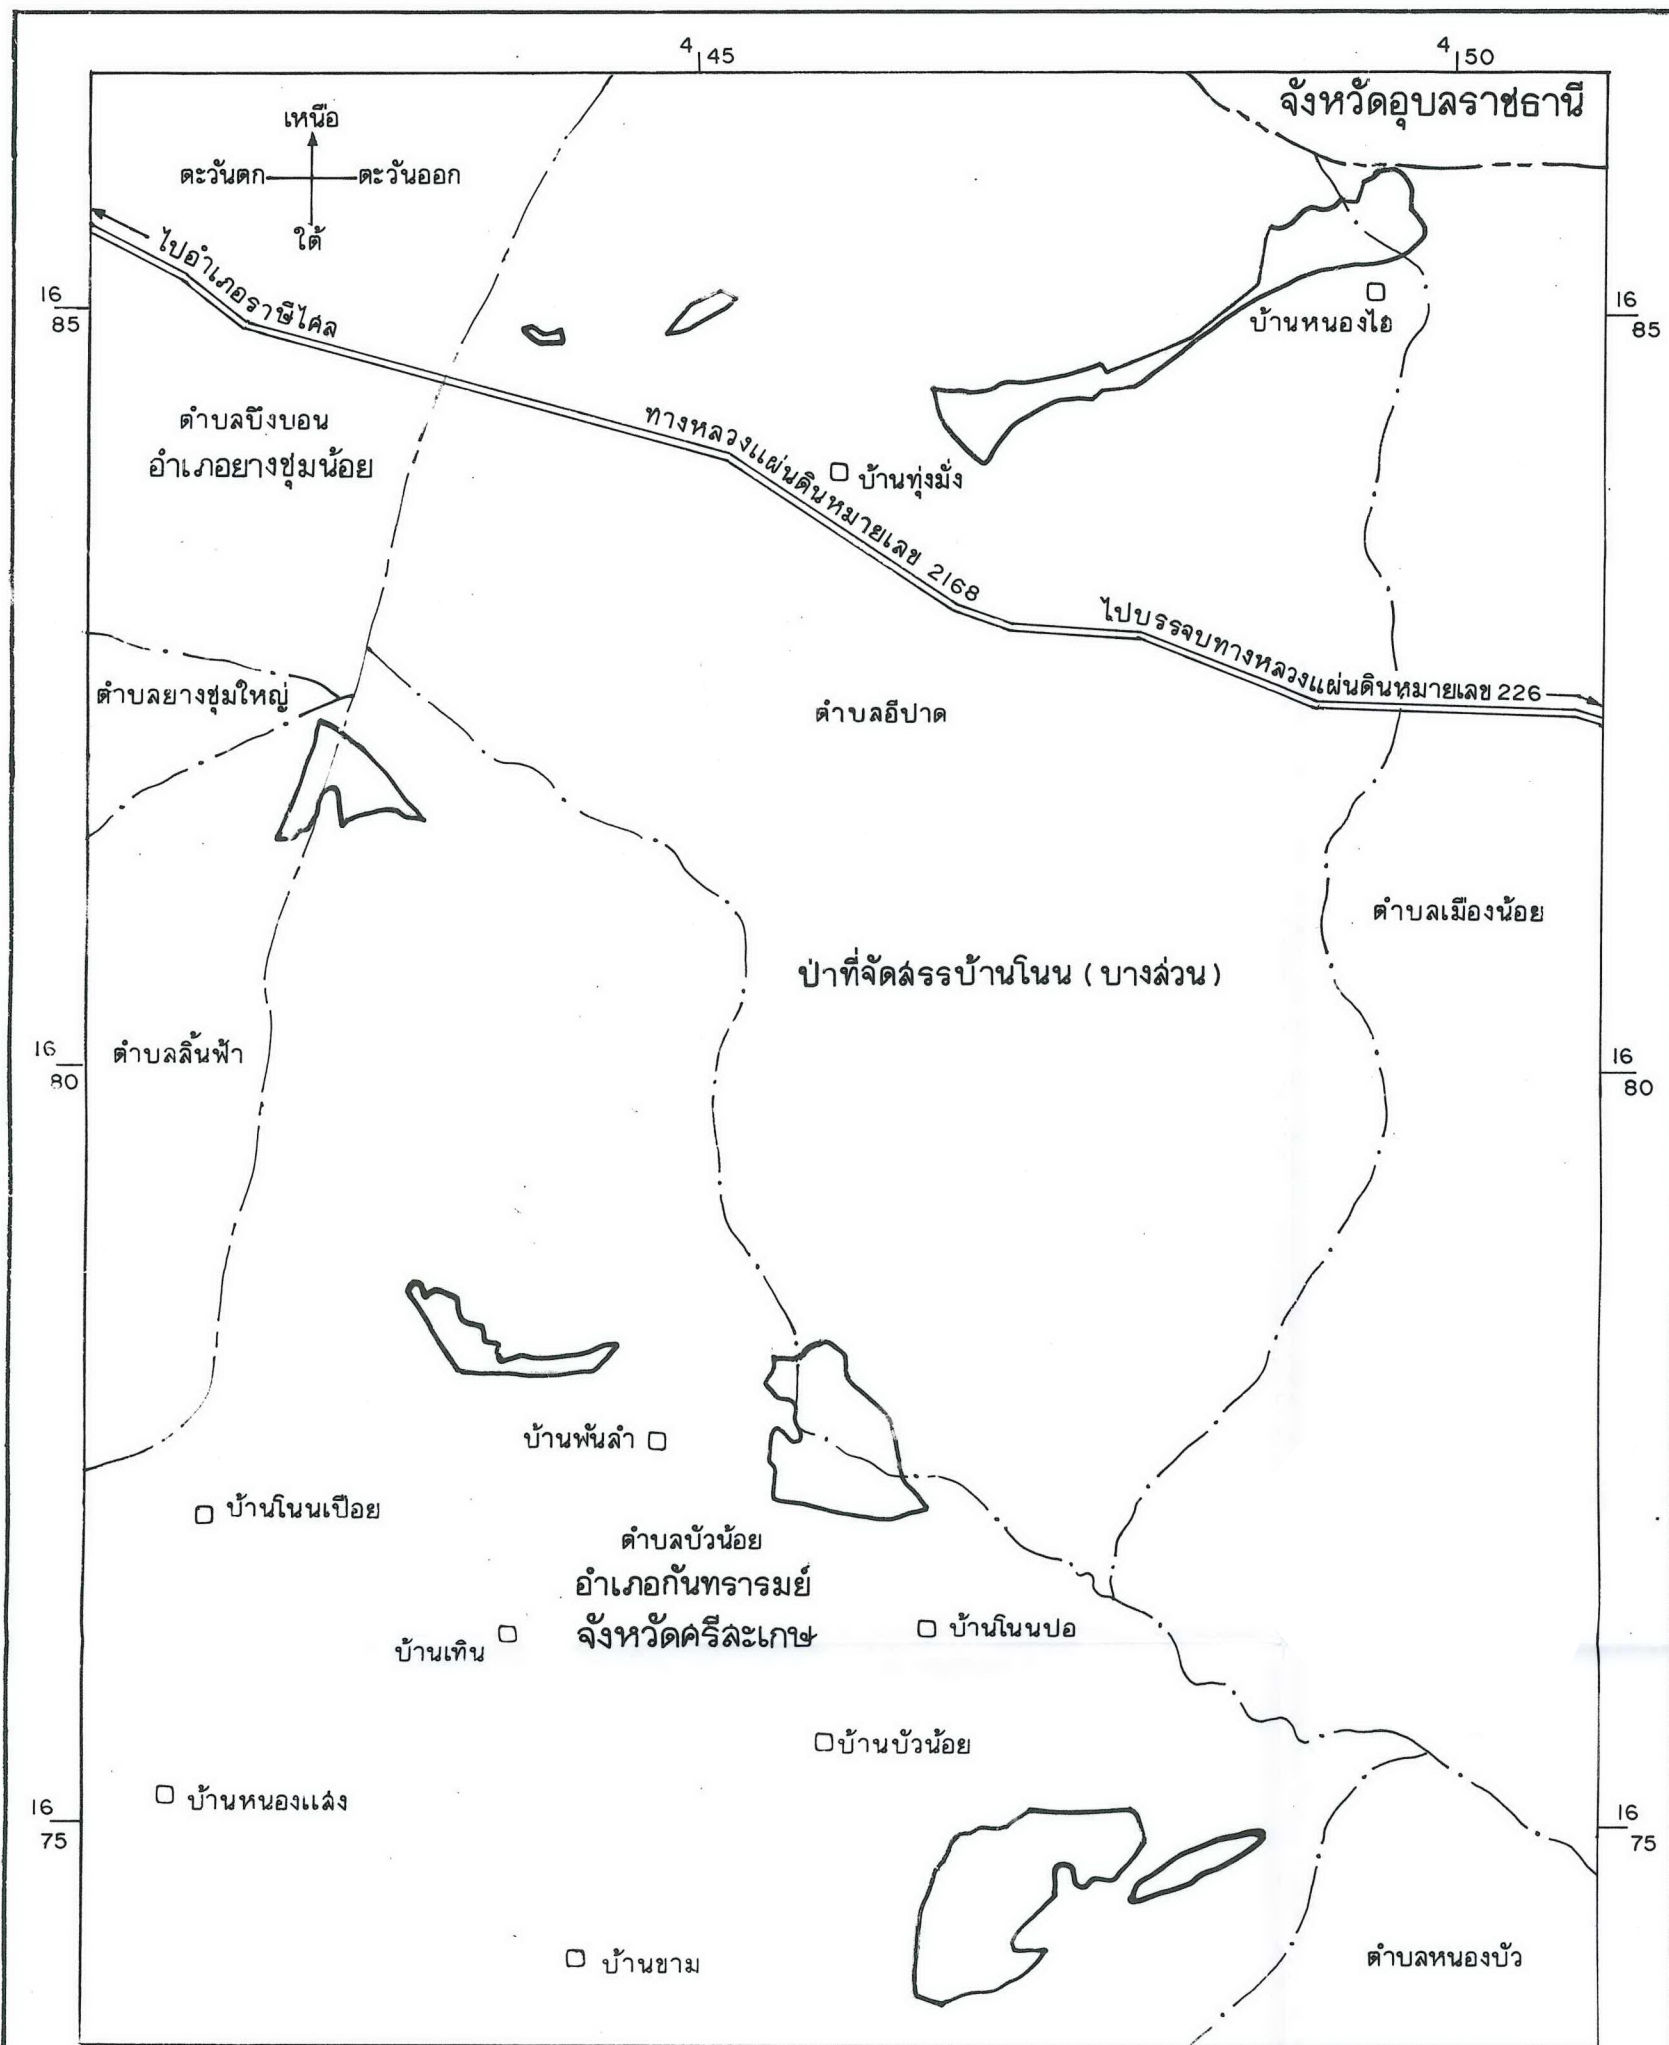 4 45
4 50
จังหวัดอุบลราชธานี
เหนือ
ตะวันตก ตะวันออก
ใต้
ไปอำเภอราษีไศล
16
85
16
85
บ้านหนองไฮ
ตำบลบึงบอน
อำเภอยางชุมน้อย
ทางหลวงแผ่นดินหมายเลข 2168
บ้านทุ่งมั่ง
ไปบรรจบทางหลวงแผ่นดินหมายเลข 226
ตำบลยางชุมใหญ่
ตำบลอีปาด
ตำบลเมืองน้อย
ป่าที่จัดสรรบ้านโนน (บางส่วน)
16
80
ตำบลลิ้นฟ้า
16
80
บ้านพันลำ
บ้านโนนเปือย
ตำบลบัวน้อย
อำเภอกันทรารมย์
จังหวัดศรีสะเกษ
บ้านโนนปอ
บ้านเทิน
บ้านบัวน้อย
บ้านหนองแสง
16
75
16
75
บ้านขาม
ตำบลหนองบัว